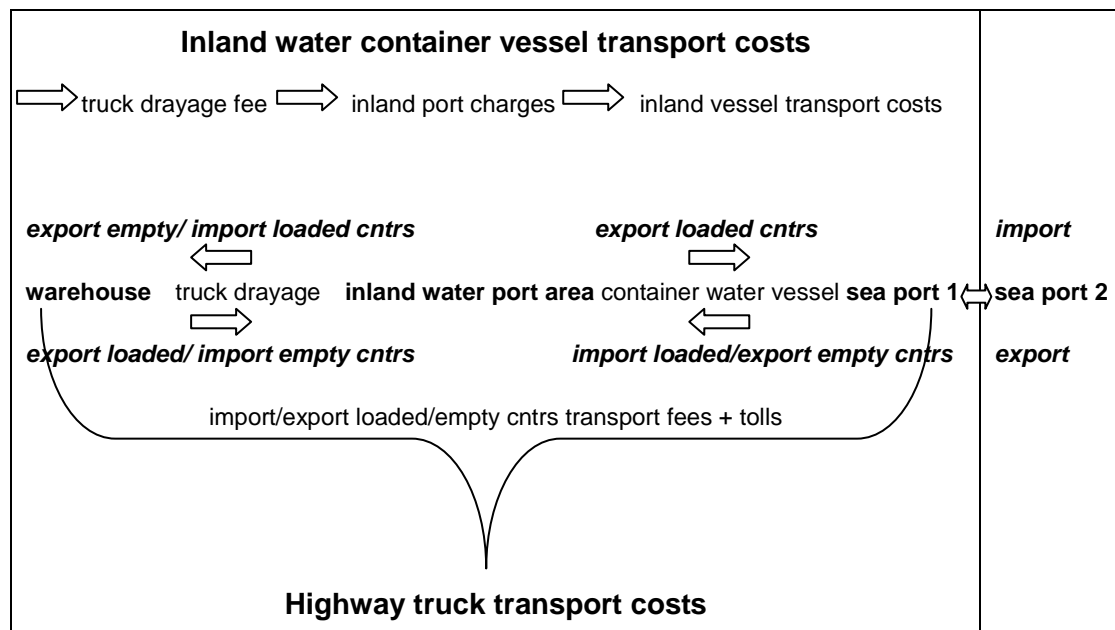 Inland water container vessel transport costs
truck drayage fee inland port charges inland vessel transport costs
export empty/ import loaded cntrs export loaded cntrs import
warehouse truck drayage inland water port area container water vessel sea port 1 sea port 2
export loaded/ import empty cntrs import loaded/export empty cntrs export
import/export loaded/empty cntrs transport fees + tolls
Highway truck transport costs